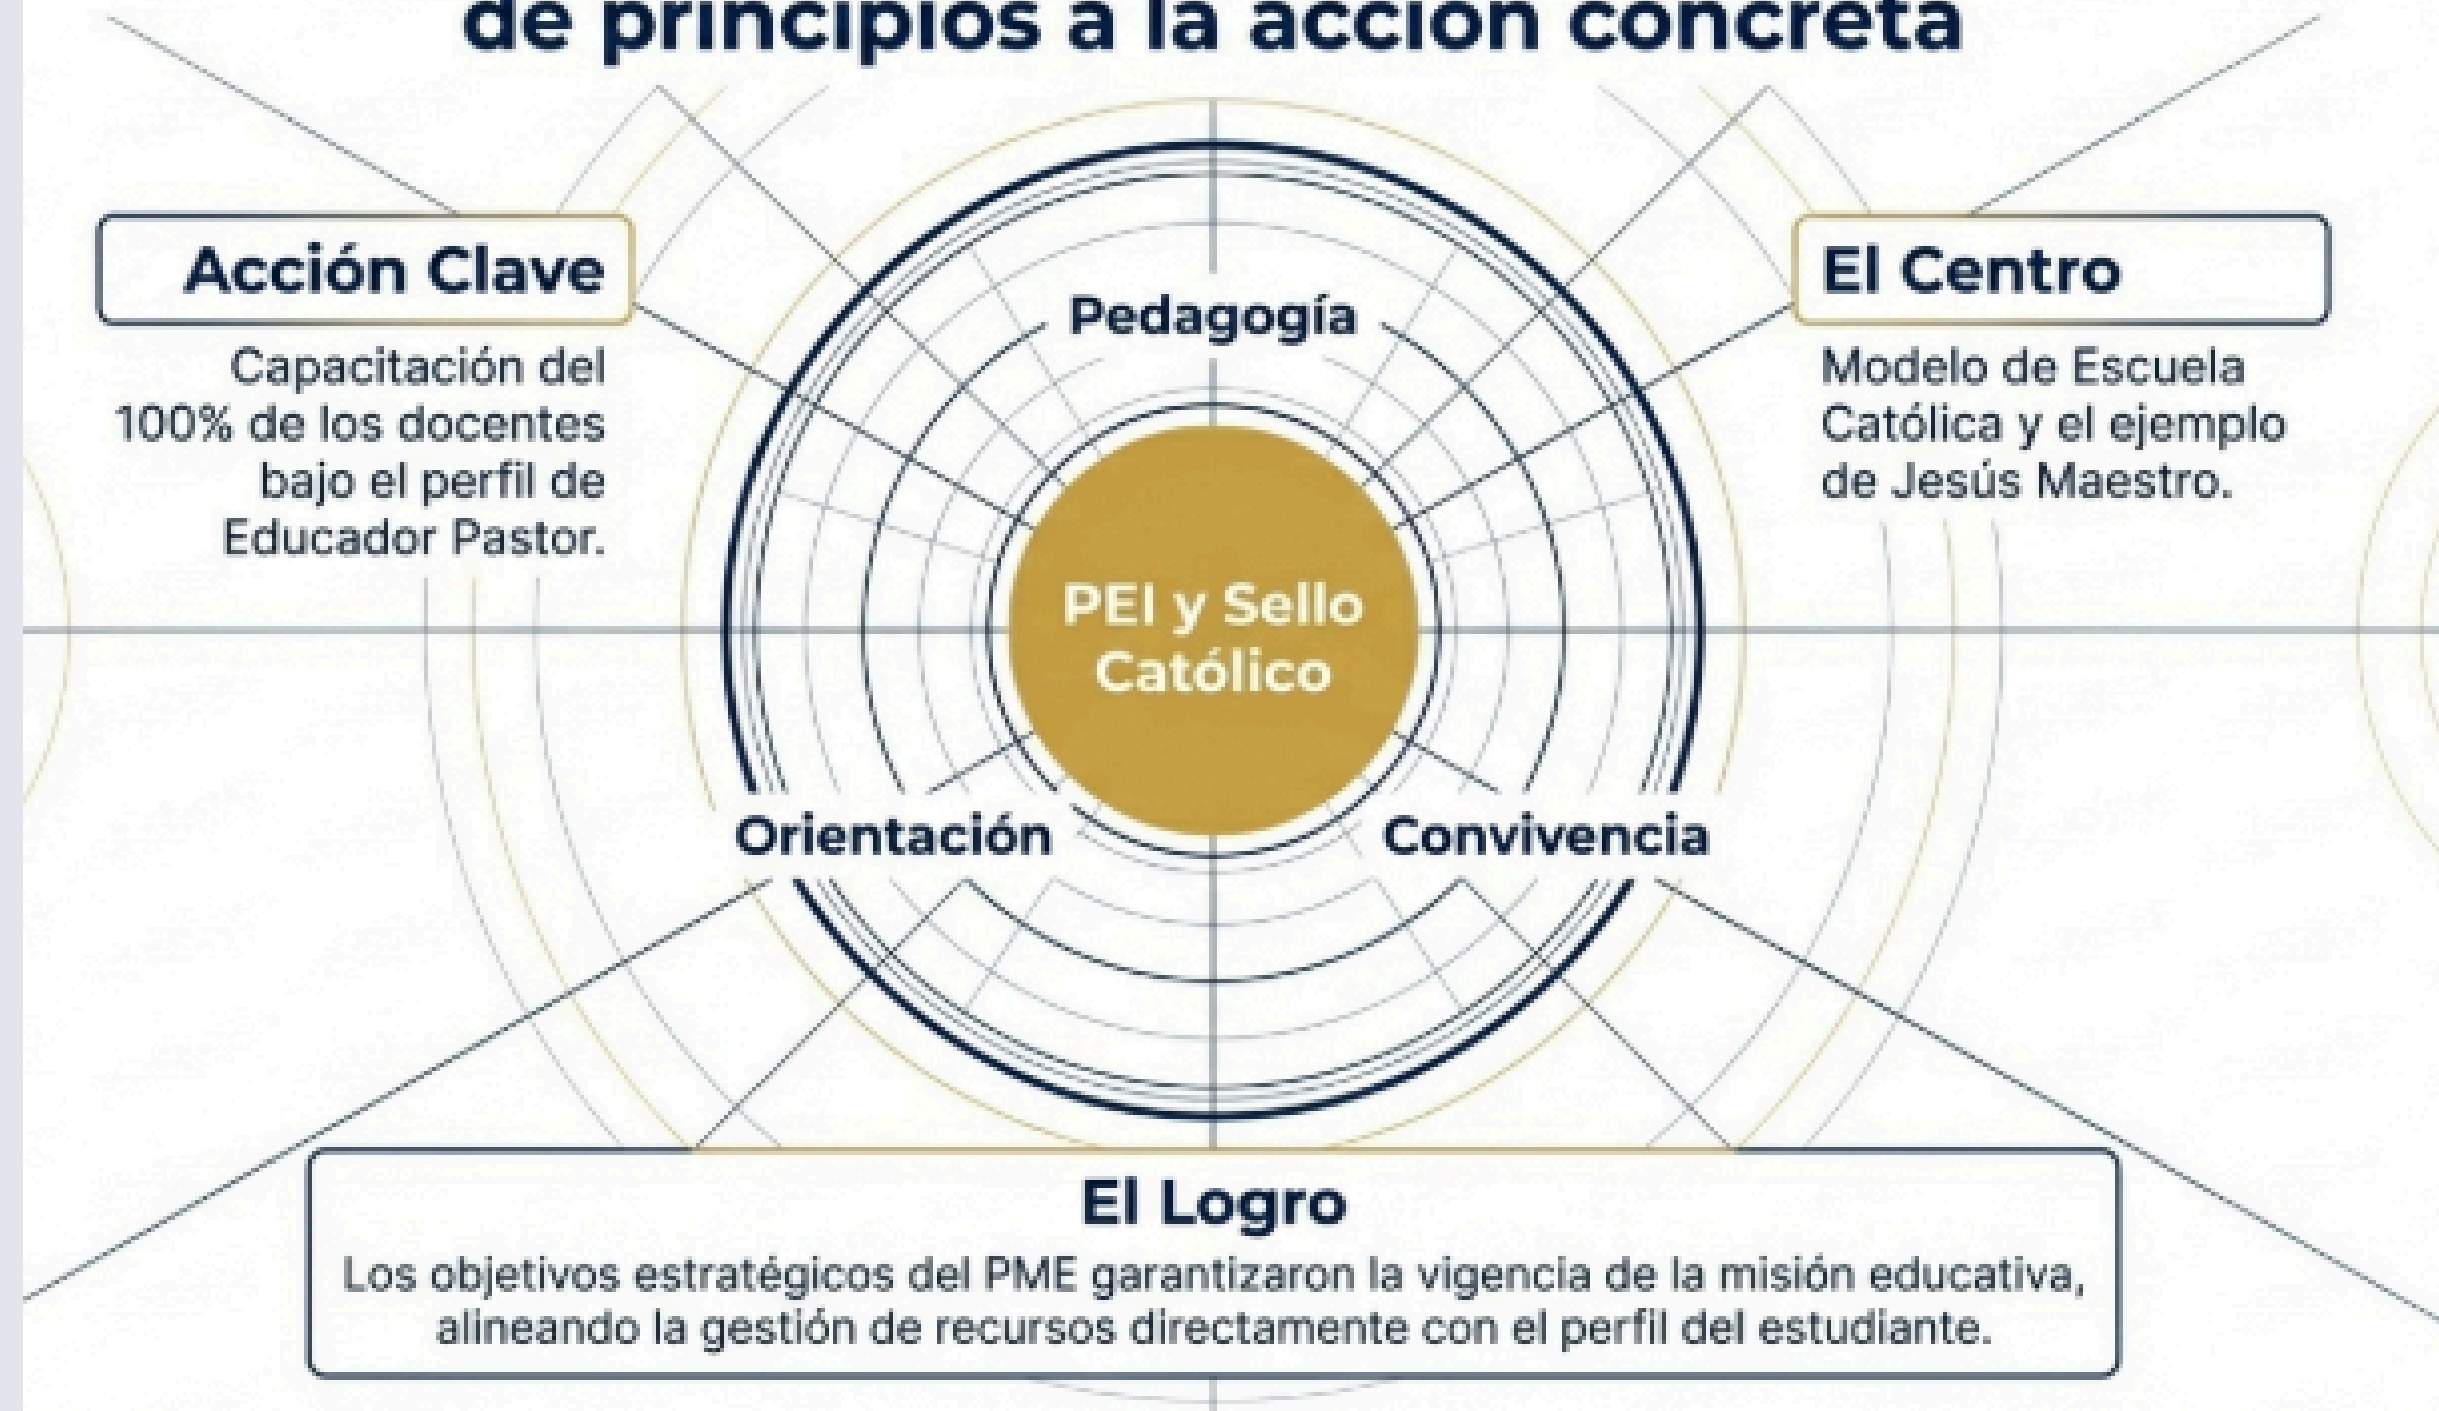 de principios a la acción concreta
Acción Clave
Capacitación del
100% de los docentes
bajo el perfil de
Educador Pastor.
El Centro
Modelo de Escuela
Católica y el ejemplo
de Jesús Maestro.
Pedagogía
PEI y Sello
Católico
Orientación
Convivencia
El Logro
Los objetivos estratégicos del PME garantizaron la vigencia de la misión educativa,
alineando la gestión de recursos directamente con el perfil del estudiante.